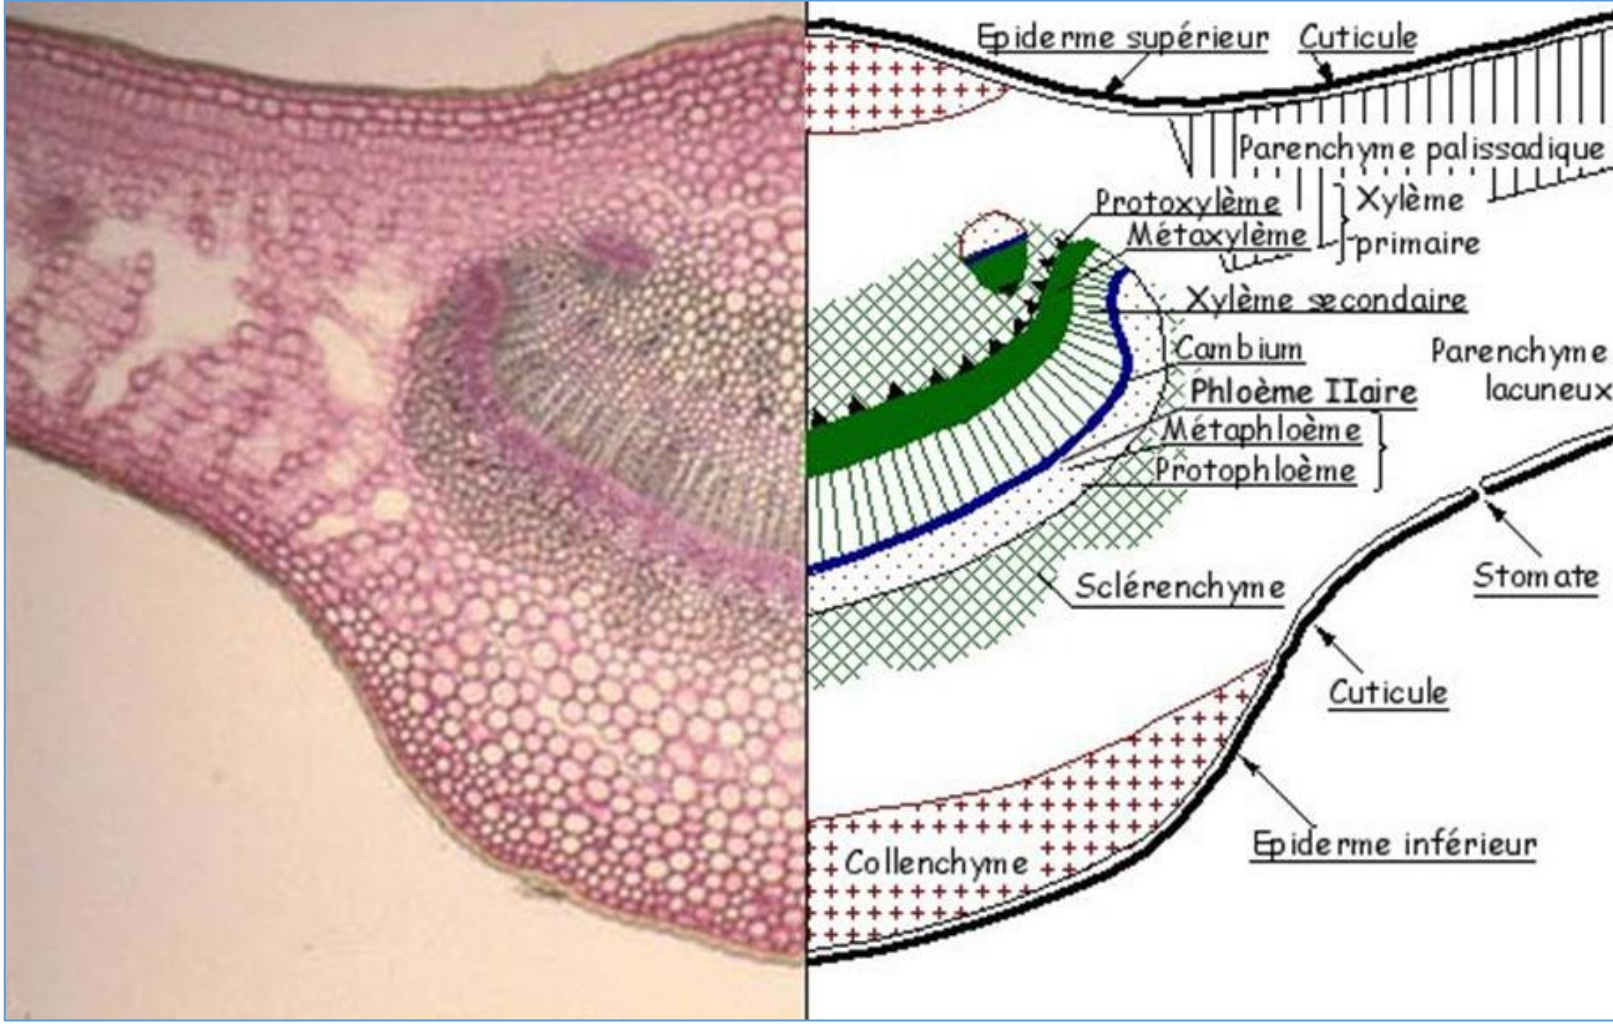 Epiderme supérieur
Cuticule
Parenchyme palissadique
Protoxylème
Métaxylème
Xylème
primaire
Xylème secondaire
Cambium
Parenchyme
lacuneux
Phloème IIaire
Métaphloème
Protophloème
Sclérenchyme
Stomate
Cuticule
Epiderme inférieur
Collenchyme